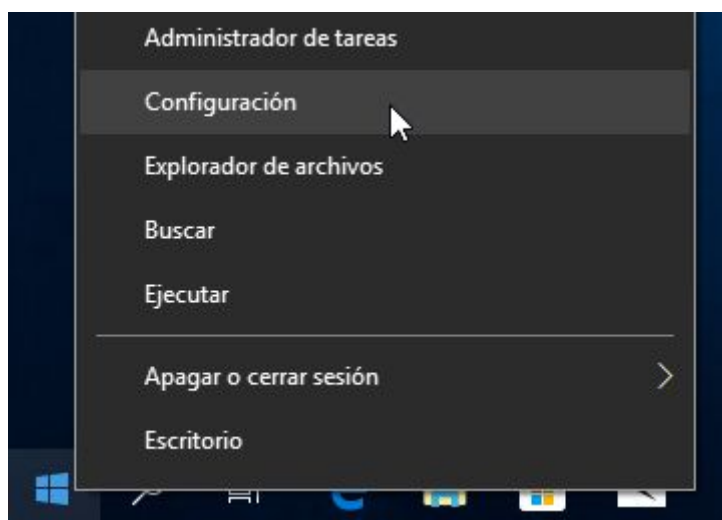 Administrador de tareas
Configuración
Explorador de archivos
Buscar
Ejecutar
Apagar o cerrar sesión
Escritorio